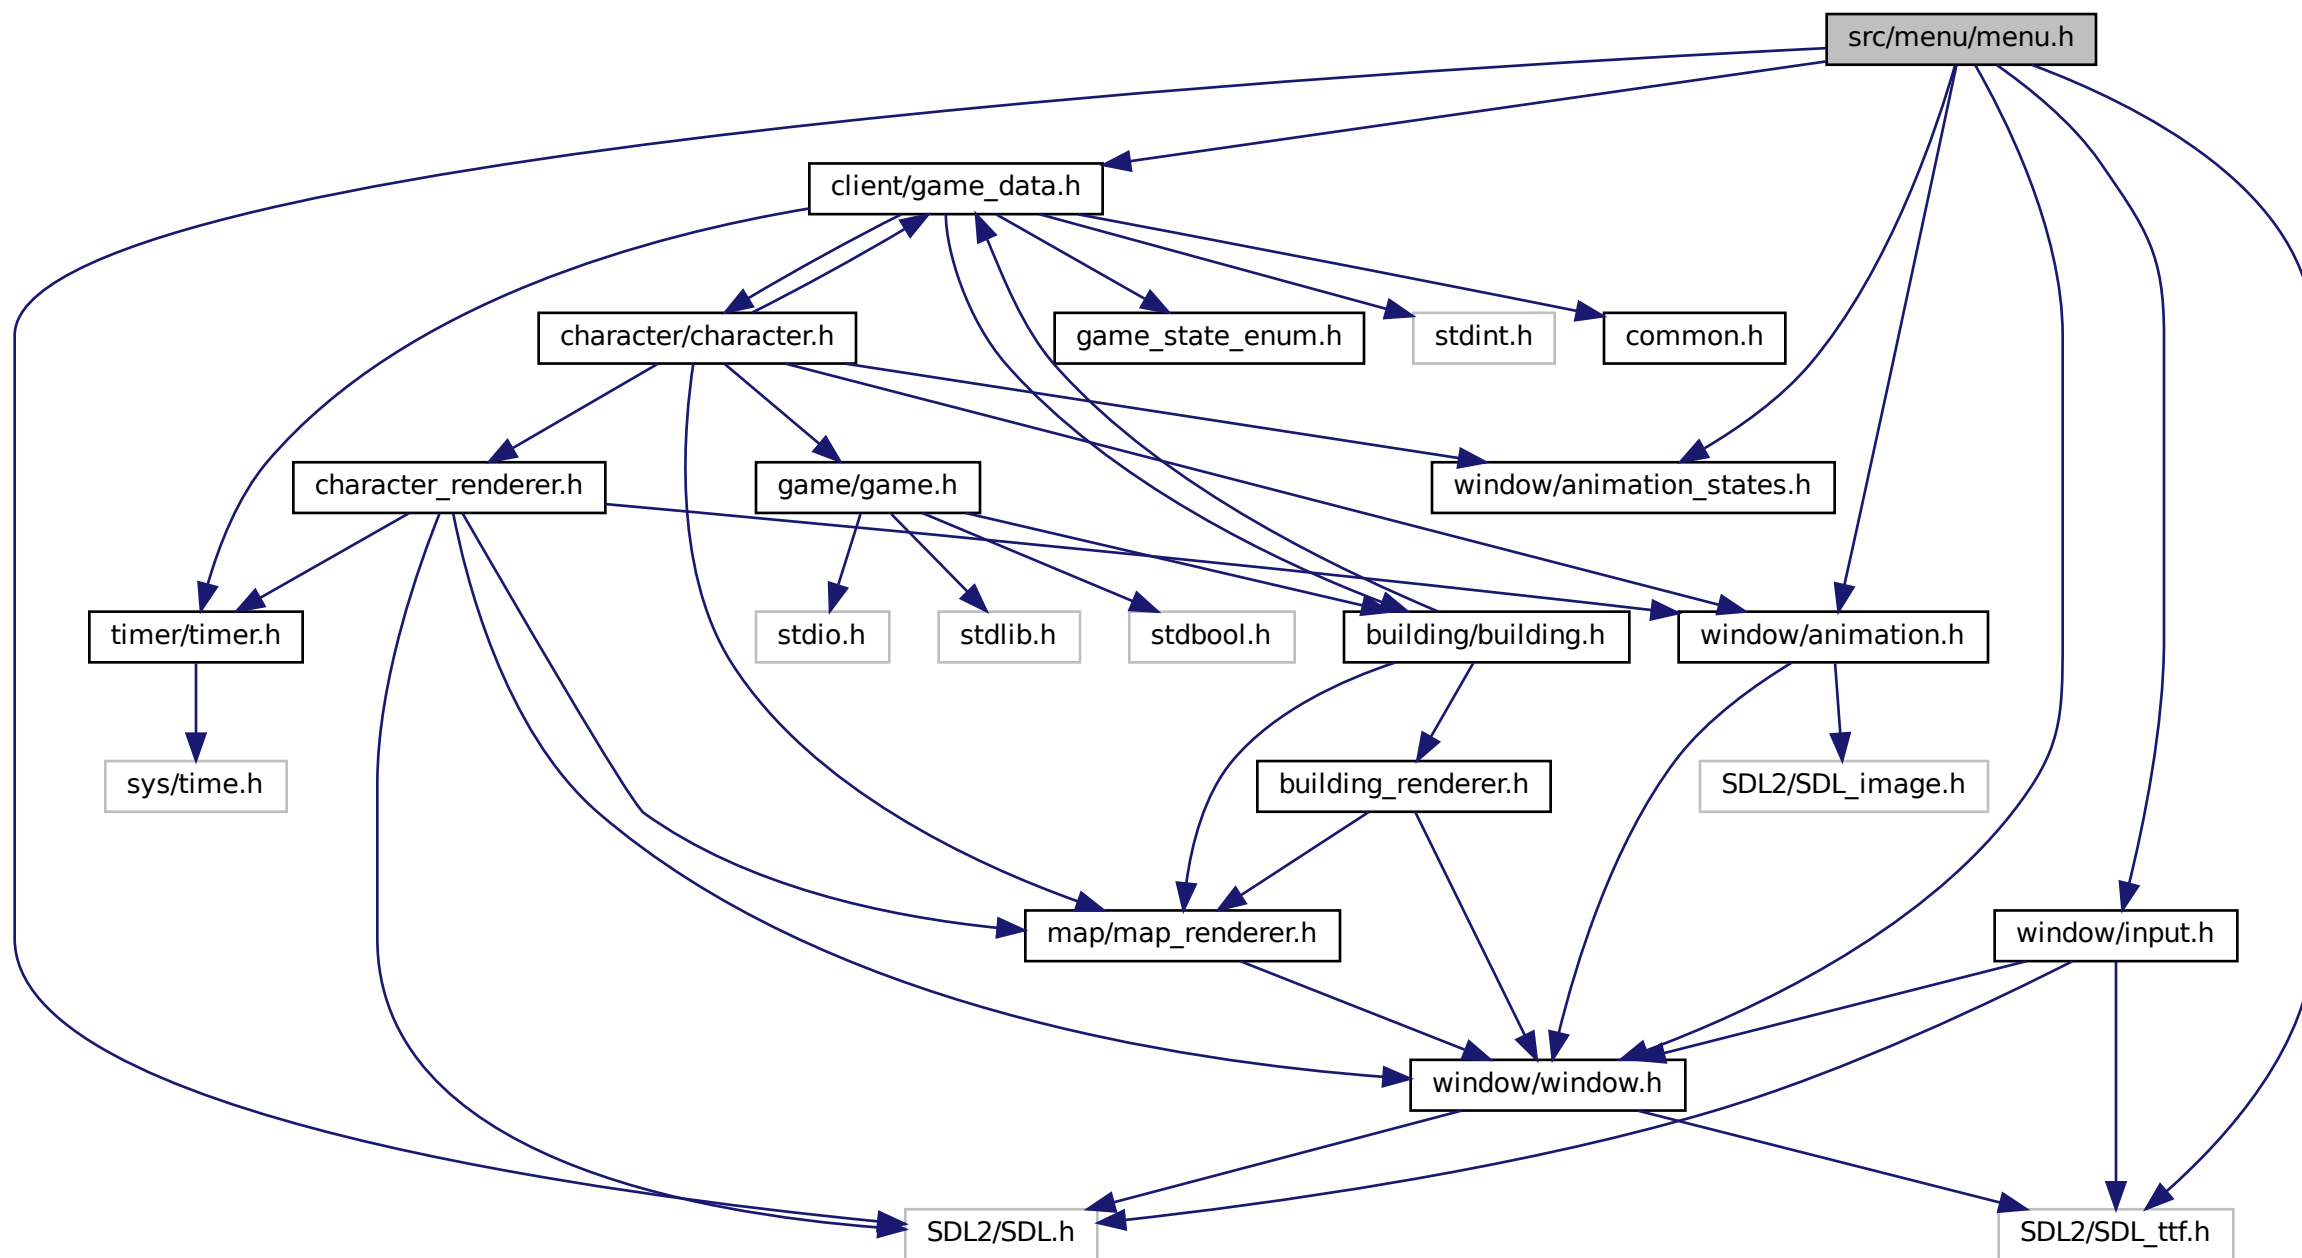 src/menu/menu.h
client/game_data.h
character/character.h
game_state_enum.h
stdint.h
common.h
character_renderer.h
game/game.h
window/animation_states.h
timer/timer.h
stdio.h
stdlib.h
stdbool.h
building/building.h
window/animation.h
sys/time.h
building_renderer.h
SDL2/SDL_image.h
map/map_renderer.h
window/input.h
window/window.h
SDL2/SDL.h
SDL2/SDL_ttf.h